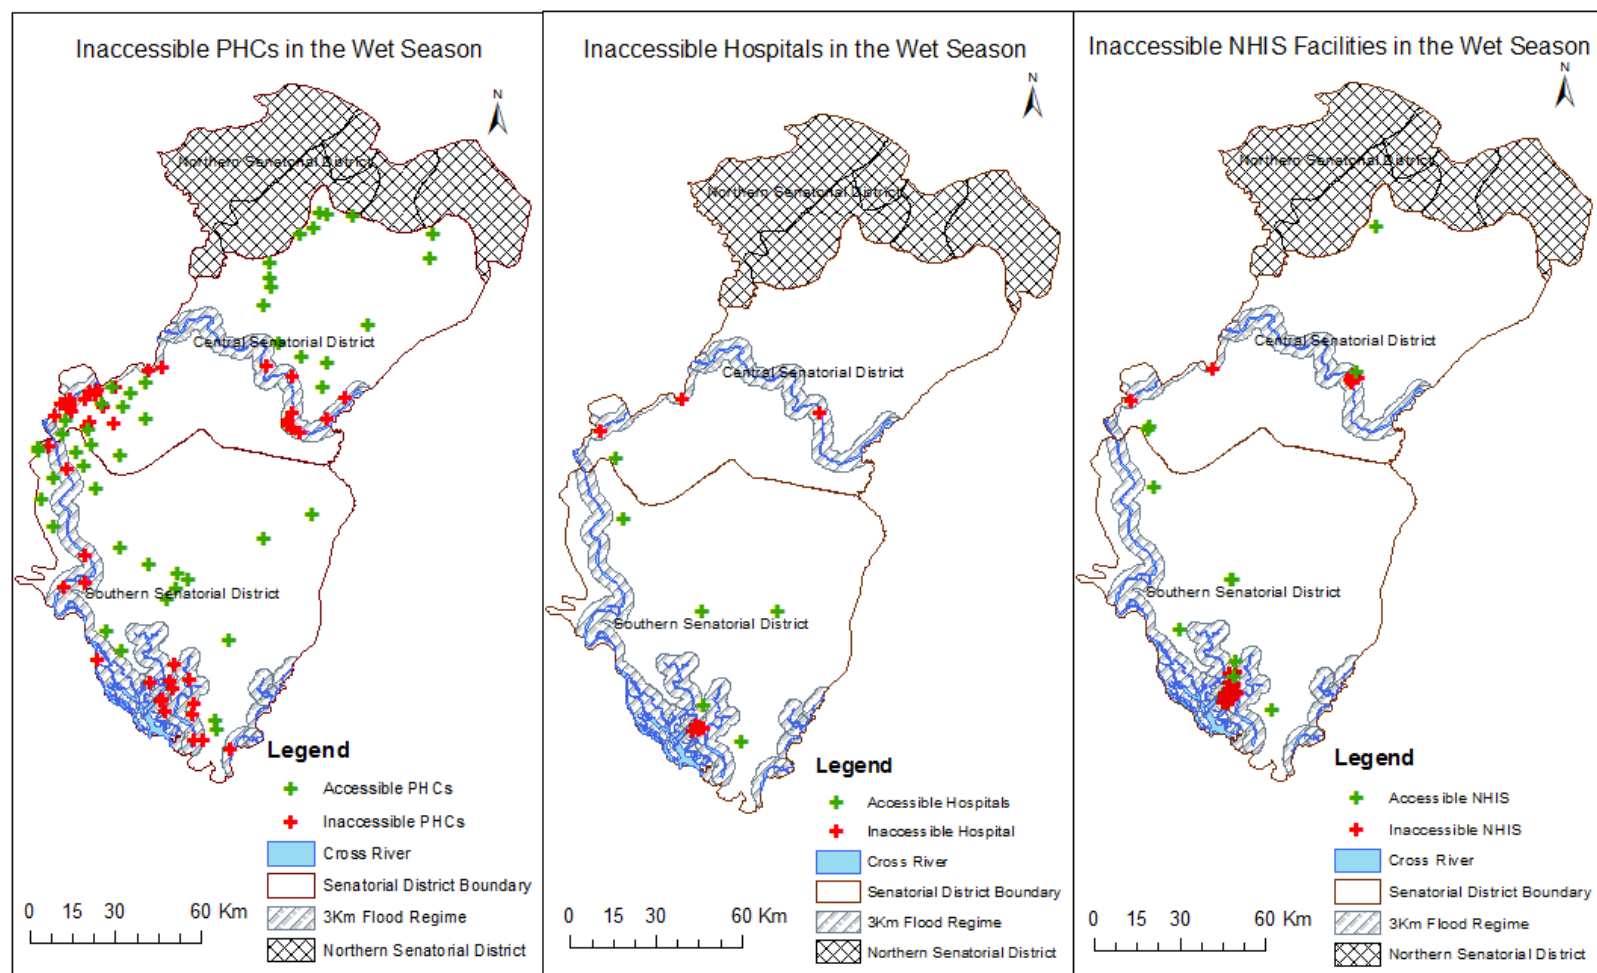 Inaccessible PHCs in the Wet Season
N
Northern Senatorial District
Central Senatorial District
Southern Senatorial District
Legend
Accessible PHCs
Inaccessible PHCs
Cross River
Senatorial District Boundary
3Km Flood Regime
Northern Senatorial District
0 15 30 60 Km
Inaccessible Hospitals in the Wet Season
N
Northern Senatorial District
Central Senatorial District
Southern Senatorial District
Legend
Accessible Hospitals
Inaccessible Hospital
Cross River
Senatorial District Boundary
3Km Flood Regime
Northern Senatorial District
0 15 30 60 Km
Inaccessible NHIS Facilities in the Wet Season
N
Northern Senatorial District
Central Senatorial District
Southern Senatorial District
Legend
Accessible NHIS
Inaccessible NHIS
Cross River
Senatorial District Boundary
3Km Flood Regime
Northern Senatorial District
0 15 30 60 Km